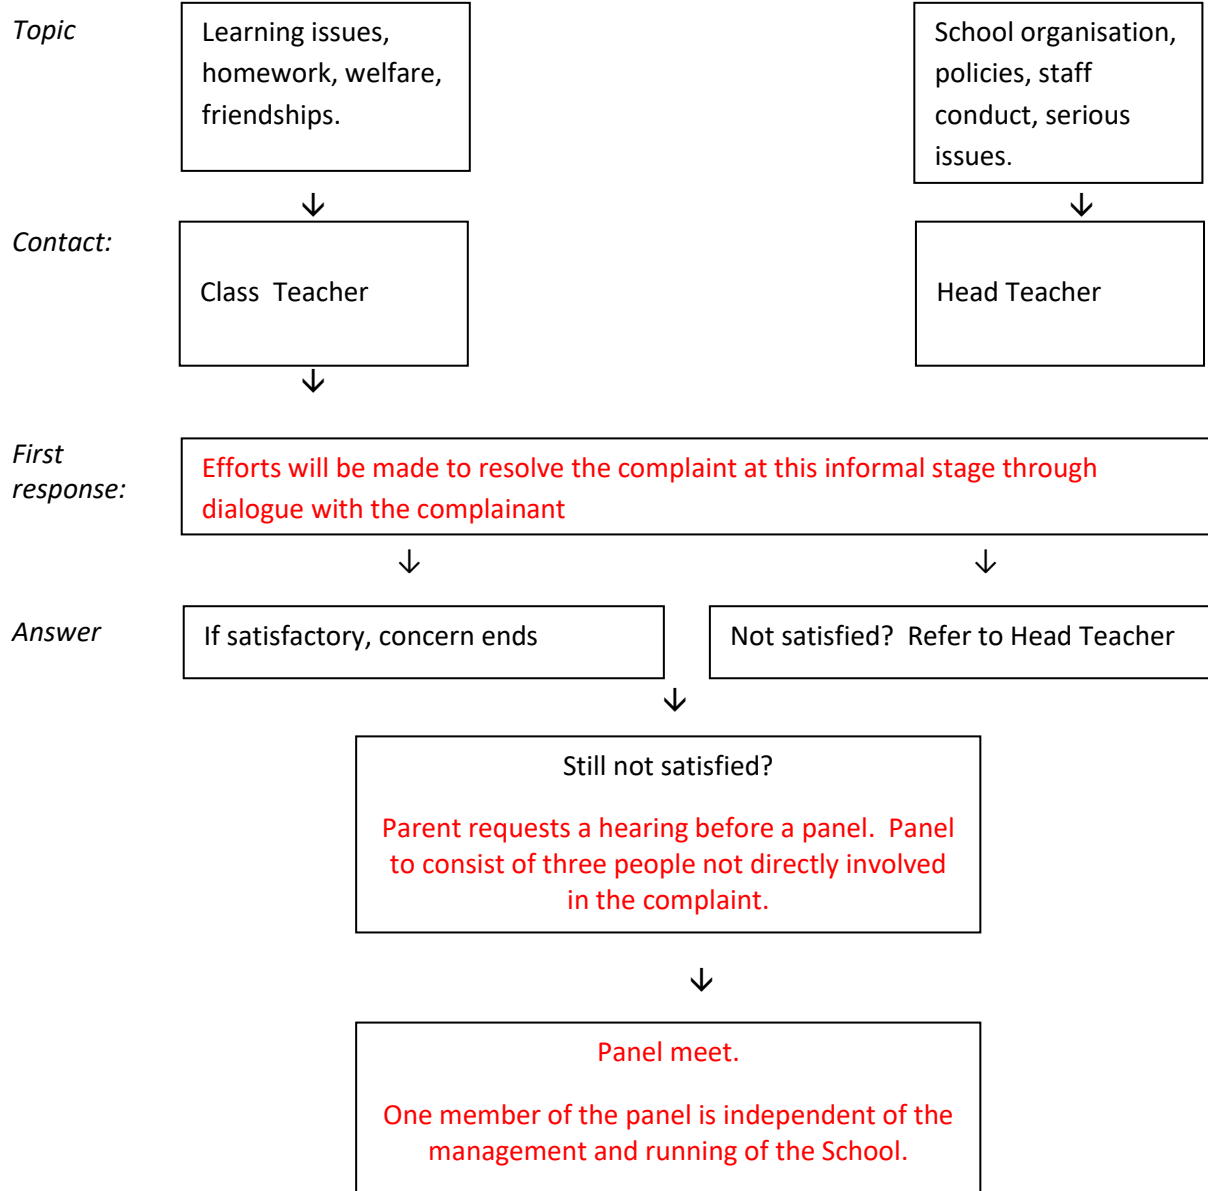 Topic
Learning issues,
homework, welfare,
friendships.
School organisation,
policies, staff
conduct, serious
issues.
Contact:
Class  Teacher
Head Teacher
First
response:
Efforts will be made to resolve the complaint at this informal stage through
dialogue with the complainant
Answer
If satisfactory, concern ends
Not satisfied?  Refer to Head Teacher
Still not satisfied?
Parent requests a hearing before a panel.  Panel
to consist of three people not directly involved
in the complaint.
Panel meet.
One member of the panel is independent of the
management and running of the School.